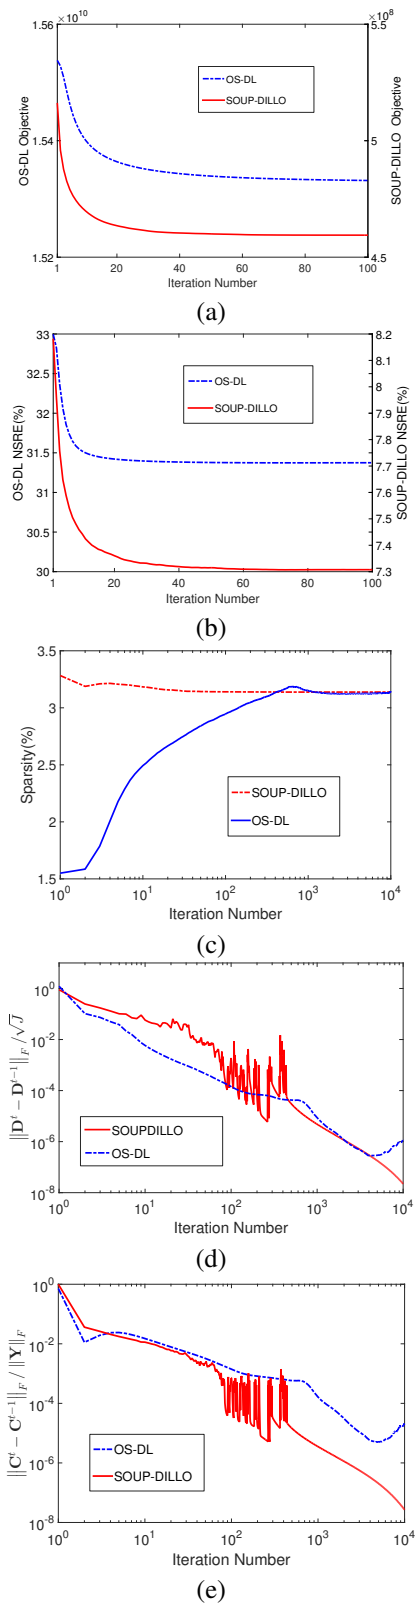 ×10^10
×10^8
1.56
5.5
OS-DL
SOUP-DILLO
OS-DL Objective
1.54
5
SOUP-DILLO Objective
1.52
4.5
1 20 40 60 80 100
Iteration Number
(a)
33
8.2
8.1
32.5
8
OS-DL
7.9
32
SOUP-DILLO
7.8
OS-DL NSRE(%)
31.5
7.7
SOUP-DILLO NSRE(%)
31
7.6
7.5
30.5
7.4
30
7.3
1 20 40 60 80 100
Iteration Number
(b)
3.5
3
Sparsity(%)
2.5
SOUP-DILLO
2
OS-DL
1.5
10^0 10^1 10^2 10^3 10^4
Iteration Number
(c)
10^0
10^-2
||D^t − D^{t−1}||_F / √J
10^-4
SOUPDILLO
10^-6
OS-DL
10^-8
10^0 10^1 10^2 10^3 10^4
Iteration Number
(d)
10^0
10^-2
||C^t − C^{t−1}||_F / ||Y||_F
10^-4
OS-DL
10^-6
SOUP-DILLO
10^-8
10^0 10^1 10^2 10^3 10^4
Iteration Number
(e)